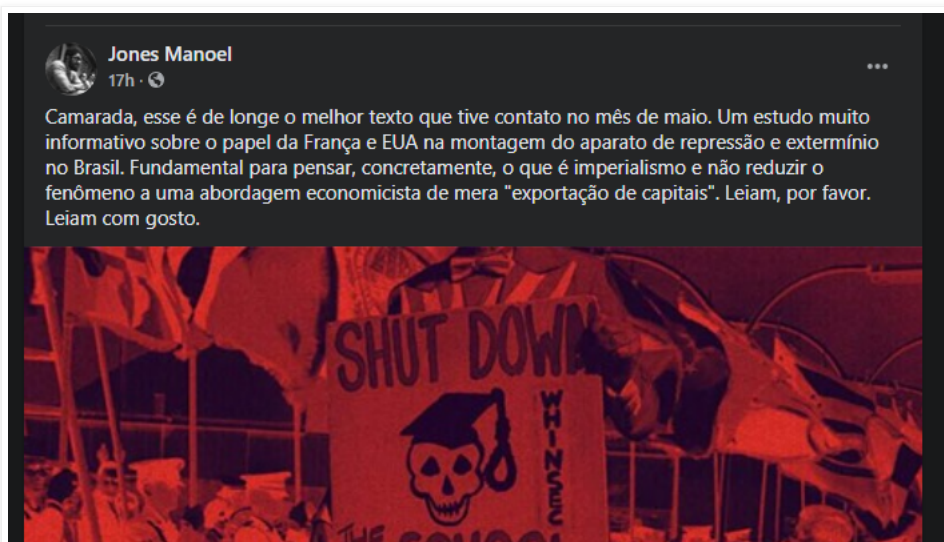 Jones Manoel
17h ·
Camarada, esse é de longe o melhor texto que tive contato no mês de maio. Um estudo muito
informativo sobre o papel da França e EUA na montagem do aparato de repressão e extermínio
no Brasil. Fundamental para pensar, concretamente, o que é imperialismo e não reduzir o
fenômeno a uma abordagem economicista de mera "exportação de capitais". Leiam, por favor.
Leiam com gosto.
SHUT DOWN
WHINSEC
THE